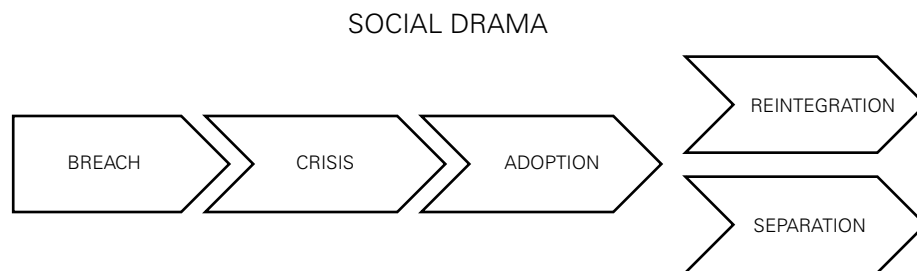 SOCIAL DRAMA
REINTEGRATION
BREACH
CRISIS
ADOPTION
SEPARATION